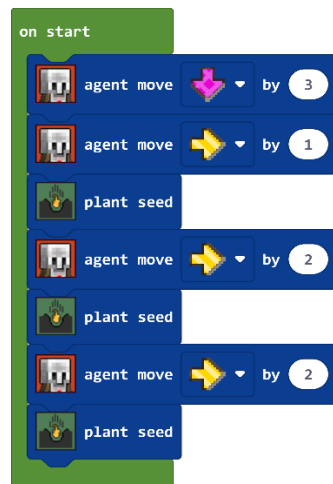 on start
agent move by 3
agent move by 1
plant seed
agent move by 2
plant seed
agent move by 2
plant seed